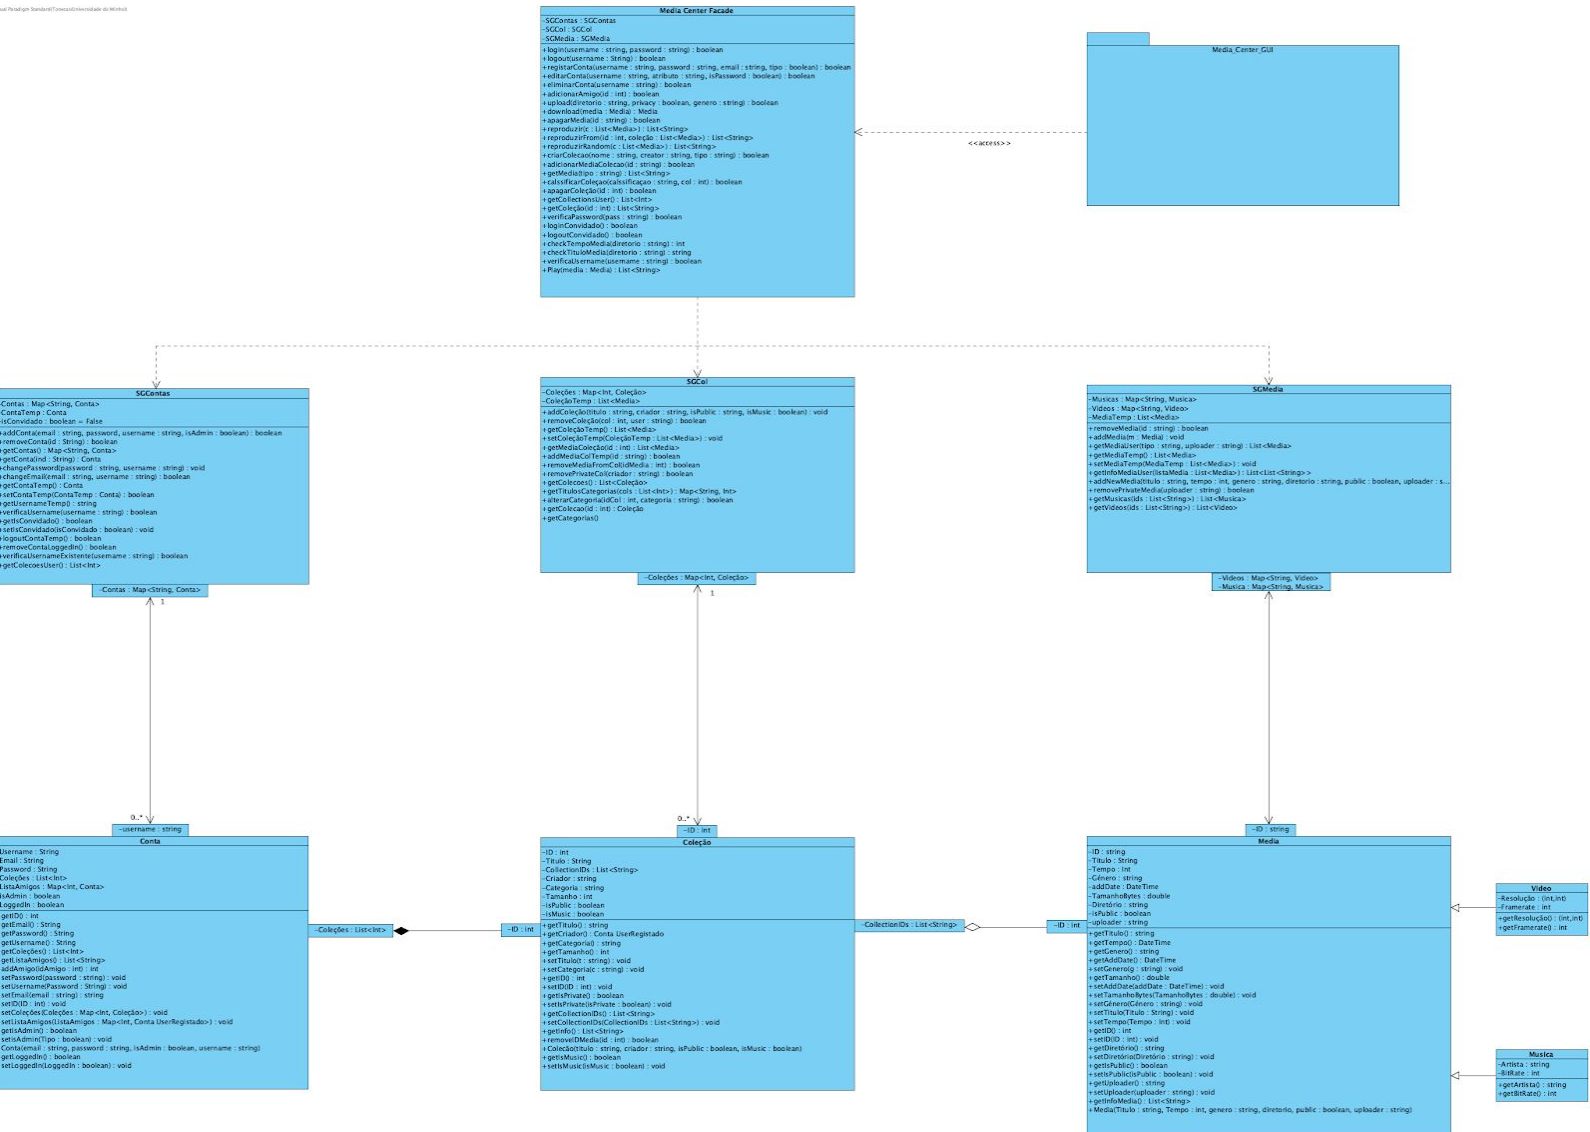 ual Paradigm Standard(Tomecas(Universidade do Minho))
Media Center Facade
-SGContas : SGContas
-SGCol : SGCol
-SGMedia : SGMedia
+login(username : string, password : string) : boolean
+logout(username : String) : boolean
+registarConta(username : string, password : string, email : string, tipo : boolean) : boolean
+editarConta(username : string, atributo : string, isPassword : boolean) : boolean
+eliminarConta(username : string) : boolean
+adicionarAmigo(id : int) : boolean
+upload(diretorio : string, privacy : boolean, genero : string) : boolean
+download(media : Media) : Media
+apagarMedia(id : string) : boolean
+reproduzir(c : List<Media>) : List<String>
+reproduzirFrom(id : int, coleção : List<Media>) : List<String>
+reproduzirRandom(c : List<Media>) : List<String>
+criarColecao(nome : string, creator : string, tipo : string) : boolean
+adicionarMediaColecao(id : string) : boolean
+getMedia(tipo : string) : List<String>
+calssificarColeçao(calssificaçao : string, col : int) : boolean
+apagarColeção(id : int) : boolean
+getCollectionsUser() : List<Int>
+getColeção(id : int) : List<String>
+verificaPassword(pass : string) : boolean
+loginConvidado() : boolean
+logoutConvidado() : boolean
+checkTempoMedia(diretorio : string) : int
+checkTituloMedia(diretorio : string) : string
+verificaUsername(username : string) : boolean
+Play(media : Media) : List<String>
Media_Center_GUI
<<access>>
SGContas
-Contas : Map<String, Conta>
-ContaTemp : Conta
-isConvidado : boolean = False
+addConta(email : string, password, username : string, isAdmin : boolean) : boolean
+removeConta(id : String) : boolean
+getContas() : Map<String, Conta>
+getConta(ind : String) : Conta
+changePassword(password : string, username : string) : void
+changeEmail(email : string, username : string) : boolean
+getContaTemp() : Conta
+setContaTemp(ContaTemp : Conta) : boolean
+getUsernameTemp() : string
+verificaUsername(username : string) : boolean
+getIsConvidado() : boolean
+setIsConvidado(isConvidado : boolean) : void
+logoutContaTemp() : boolean
+removeContaLoggedIn() : boolean
+verificaUsernameExistente(username : string) : boolean
+getColecoesUser() : List<Int>
-Contas : Map<String, Conta>
1
SGCol
-Coleções : Map<Int, Coleção>
-ColeçãoTemp : List<Media>
+addColeção(titulo : string, criador : string, isPublic : string, isMusic : boolean) : void
+removeColeção(col : int, user : string) : boolean
+getColeçãoTemp() : List<Media>
+setColeçãoTemp(ColeçãoTemp : List<Media>) : void
+getMediaColeção(id : int) : List<Media>
+addMediaColTemp(id : string) : boolean
+removeMediaFromCol(idMedia : int) : boolean
+removePrivateCol(criador : string) : boolean
+getColecoes() : List<Coleção>
+getTitulosCategorias(cols : List<Int>) : Map<String, Int>
+alterarCategoria(idCol : int, categoria : string) : boolean
+getColecao(id : int) : Coleção
+getCategorias()
-Coleções : Map<Int, Coleção>
1
SGMedia
-Musicas : Map<String, Musica>
-Videos : Map<String, Video>
-MediaTemp : List<Media>
+removeMedia(id : string) : boolean
+addMedia(m : Media) : void
+getMediaUser(tipo : string, uploader : string) : List<Media>
+getMediaTemp() : List<Media>
+setMediaTemp(MediaTemp : List<Media>) : void
+getInfoMediaUser(listaMedia : List<Media>) : List<List<String>>
+addNewMedia(titulo : string, tempo : int, genero : string, diretorio : string, public : boolean, uploader : s...
+removePrivateMedia(uploader : string) : boolean
+getMusicas(ids : List<String>) : List<Musica>
+getVideos(ids : List<String>) : List<Video>
-Videos : Map<String, Video>
-Musica : Map<String, Musica>
0..*
-username : string
Conta
Username : String
Email : String
Password : String
Coleções : List<Int>
ListaAmigos : Map<Int, Conta>
isAdmin : boolean
LoggedIn : boolean
getID() : int
getEmail() : String
getPassword() : String
getUsername() : String
getColeções() : List<Int>
getListaAmigos() : List<String>
addAmigo(idAmigo : int) : int
setPassword(password : string) : void
setUsername(Password : String) : void
setEmail(email : string) : string
setID(ID : int) : void
setColeções(Coleções : Map<Int, Coleção>) : void
setListaAmigos(ListaAmigos : Map<Int, Conta UserRegistado>) : void
getisAdmin() : boolean
setisAdmin(Tipo : boolean) : void
Conta(email : string, password : string, isAdmin : boolean, username : string)
getLoggedIn() : boolean
setLoggedIn(LoggedIn : boolean) : void
-Coleções : List<Int>
-ID : int
0..*
-ID : int
Coleção
-ID : int
-Titulo : String
-CollectionIDs : List<String>
-Criador : string
-Categoria : string
-Tamanho : int
-isPublic : boolean
-isMusic : boolean
+getTitulo() : string
+getCriador() : Conta UserRegistado
+getCategoria() : string
+getTamanho() : int
+setTitulo(t : string) : void
+setCategoria(c : string) : void
+getID() : int
+setID(ID : int) : void
+getIsPrivate() : boolean
+setIsPrivate(isPrivate : boolean) : void
+getCollectionIDs() : List<String>
+setCollectionIDs(CollectionIDs : List<String>) : void
+getInfo() : List<String>
+removeIDMedia(id : int) : boolean
+Colecão(titulo : string, criador : string, isPublic : boolean, isMusic : boolean)
+getIsMusic() : boolean
+setIsMusic(isMusic : boolean) : void
-CollectionIDs : List<String>
-ID : int
-ID : string
Media
-ID : string
-Titulo : String
-Tempo : Int
-Género : string
-addDate : DateTime
-TamanhoBytes : double
-Diretório : string
-isPublic : boolean
-uploader : string
+getTitulo() : string
+getTempo() : DateTime
+getGenero() : string
+getAddDate() : DateTime
+setGenero(g : string) : void
+getTamanho() : double
+setAddDate(addDate : DateTime) : void
+setTamanhoBytes(TamanhoBytes : double) : void
+setGénero(Género : string) : void
+setTitulo(Titulo : String) : void
+setTempo(Tempo : Int) : void
+getID() : int
+setID(ID : int) : void
+getDiretório() : string
+setDiretório(Diretório : string) : void
+getIsPublic() : boolean
+setIsPublic(isPublic : boolean) : void
+getUploader() : string
+setUploader(uploader : string) : void
+getInfoMedia() : List<String>
+Media(Titulo : string, Tempo : int, genero : string, diretorio, public : boolean, uploader : string)
Video
-Resolução : (int,int)
-Framerate : int
+getResolução() : (int,int)
+getFramerate() : int
Musica
-Artista : string
-BitRate : int
+getArtista() : string
+getBitRate() : int